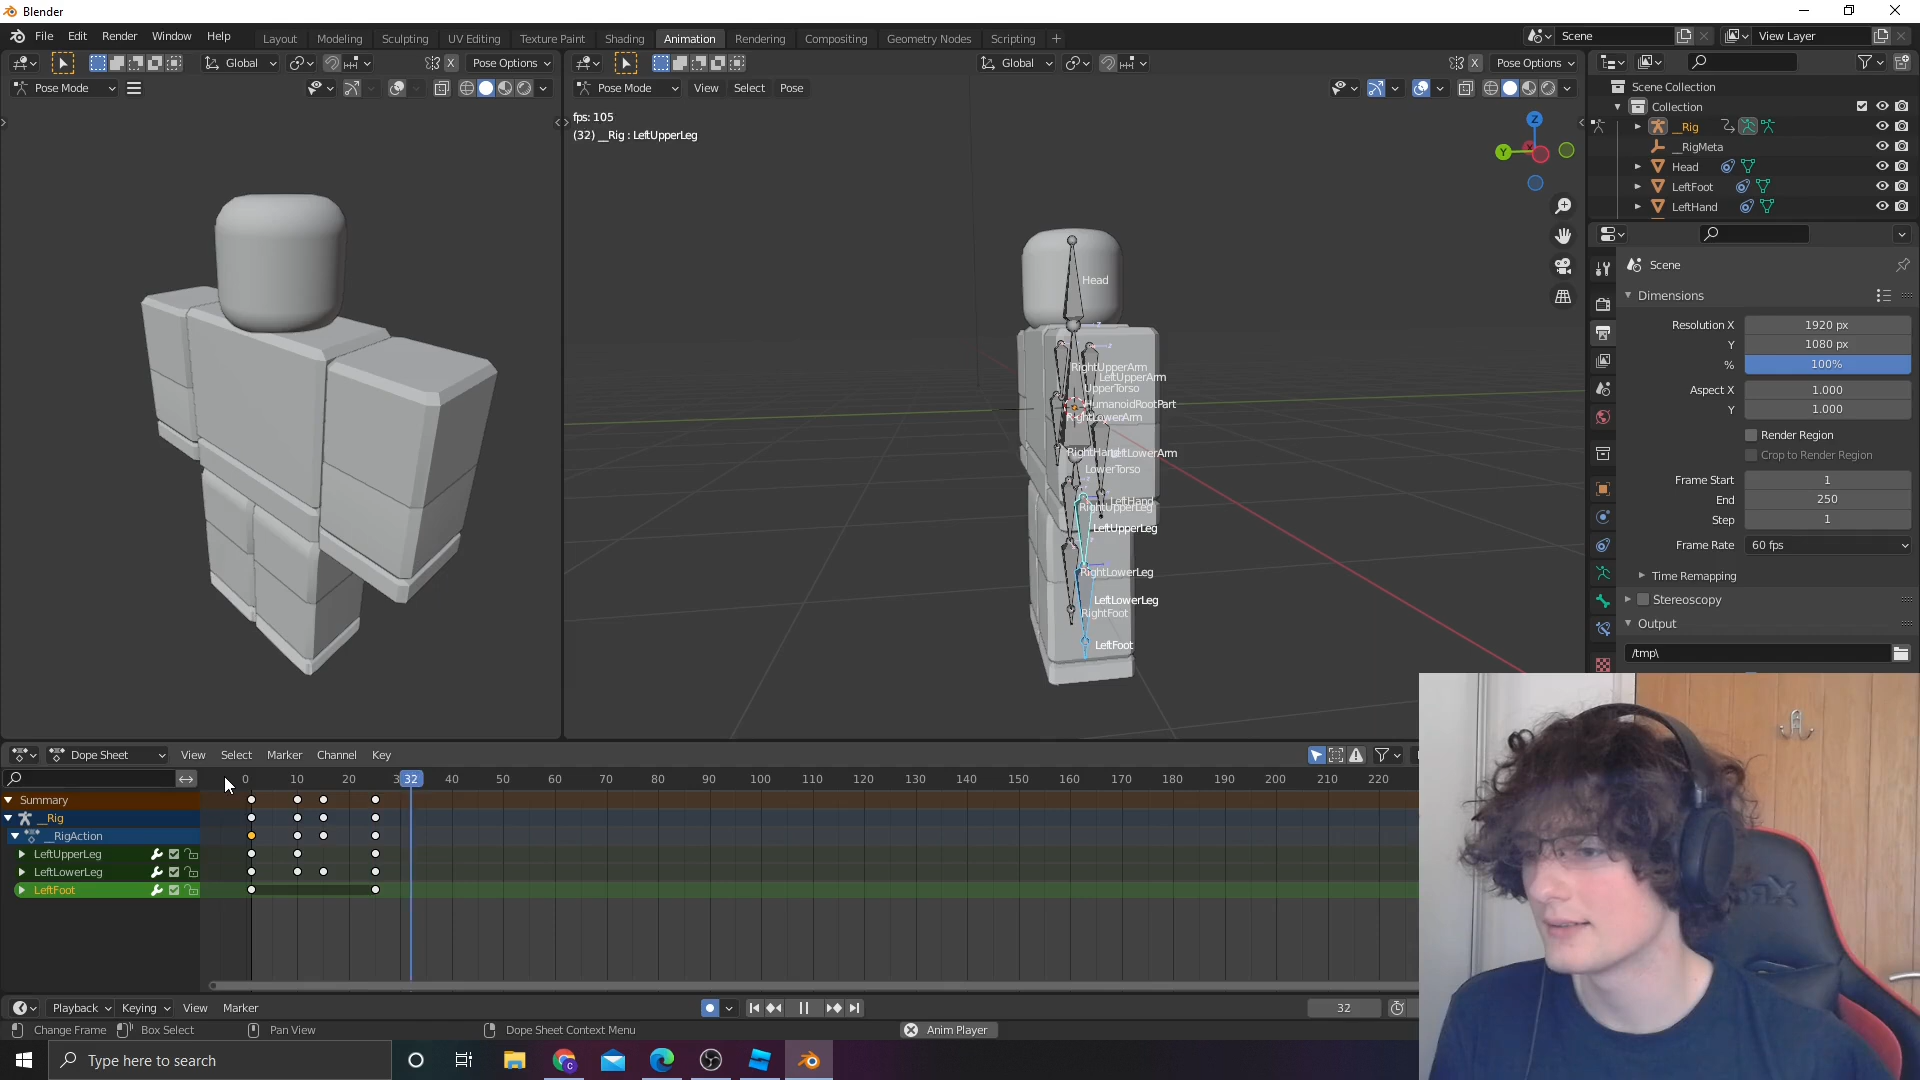 Blender
File Edit Render Window Help
Layout Modeling Sculpting UV Editing Texture Paint Shading Animation Rendering Compositing Geometry Nodes Scripting +
Scene
View Layer
Global
X
Pose Options
Global
X
Pose Options
Pose Mode
Pose Mode View Select Pose
fps: 105
(32) __Rig : LeftUpperLeg
Z
Y
Head
RightUpperArm
LeftUpperArm
UpperTorso
HumanoidRootPart
RightLowerArm
LeftLowerArm
LowerTorso
LeftHand
RightUpperLeg
LeftUpperLeg
RightLowerLeg
LeftLowerLeg
RightFoot
LeftFoot
Scene Collection
Collection
__Rig
__RigMeta
Head
LeftFoot
LeftHand
Scene
Dimensions
Resolution X 1920 px
Y 1080 px
% 100%
Aspect X 1.000
Y 1.000
Render Region
Crop to Render Region
Frame Start 1
End 250
Step 1
Frame Rate 60 fps
Time Remapping
Stereoscopy
Output
/tmp\
Dope Sheet View Select Marker Channel Key
0 10 20 3 32 40 50 60 70 80 90 100 110 120 130 140 150 160 170 180 190 200 210 220
Summary
__Rig
__RigAction
LeftUpperLeg
LeftLowerLeg
LeftFoot
Playback Keying View Marker
32
Change Frame Box Select Pan View Dope Sheet Context Menu Anim Player
Type here to search